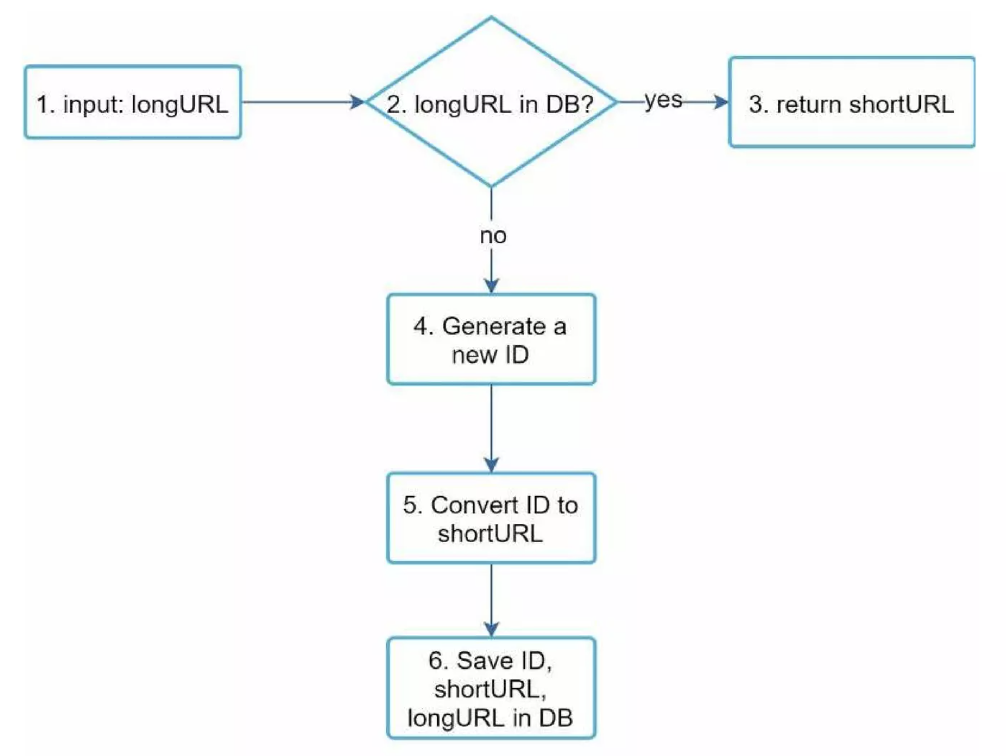 1. input: longURL
2. longURL in DB?
yes
3. return shortURL
no
4. Generate a
new ID
5. Convert ID to
shortURL
6. Save ID,
shortURL,
longURL in DB